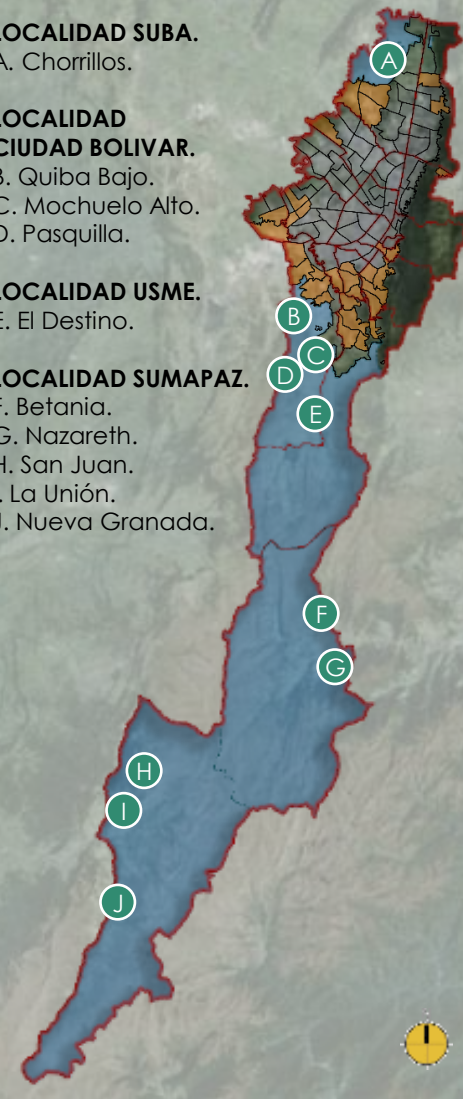 LOCALIDAD SUBA.
A. Chorrillos.
LOCALIDAD
CIUDAD BOLIVAR.
B. Quiba Bajo.
C. Mochuelo Alto.
D. Pasquilla.
LOCALIDAD USME.
E. El Destino.
LOCALIDAD SUMAPAZ.
F. Betania.
G. Nazareth.
H. San Juan.
. La Unión.
J. Nueva Granada.
A
B
C
D
E
F
G
H
I
J